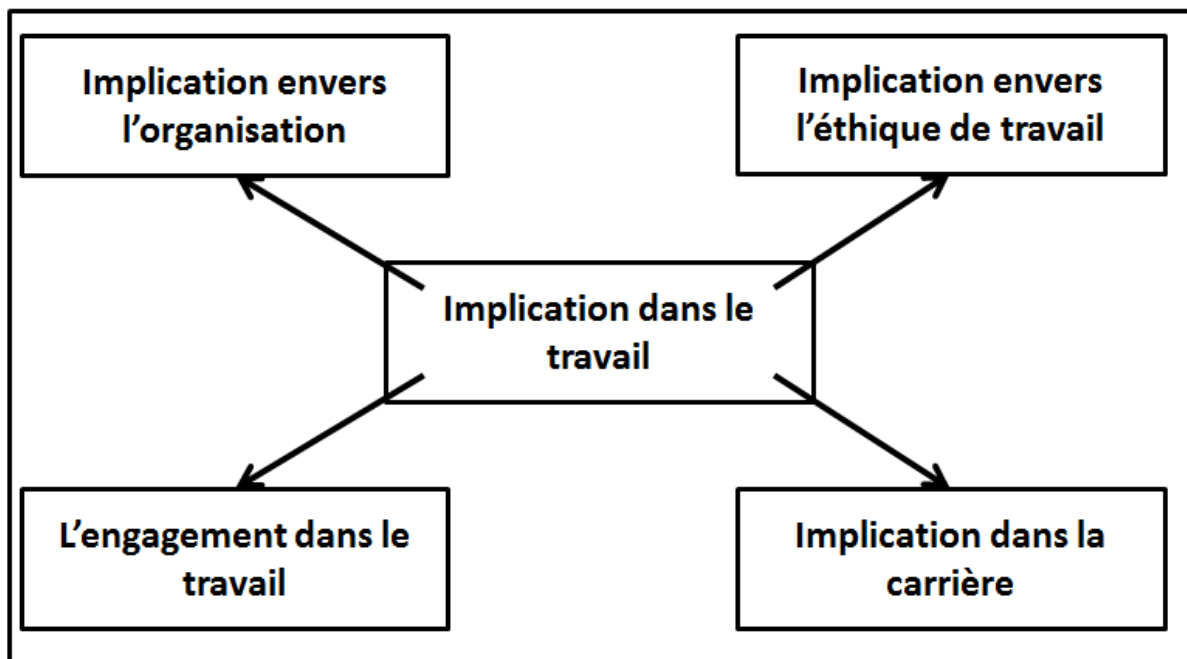 Implication envers
l’organisation
Implication envers
l’éthique de travail
Implication dans le
travail
L’engagement dans le
travail
Implication dans la
carrière